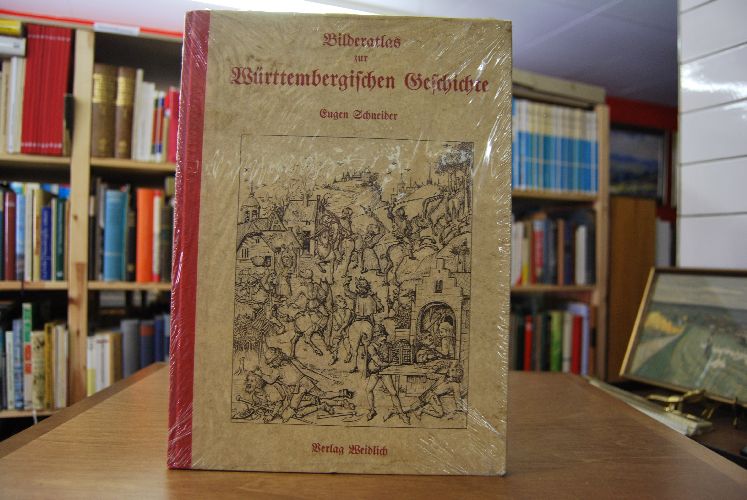 Bilderatlas
zur
Württembergischen Geschichte
Eugen Schneider
Verlag Weidlich